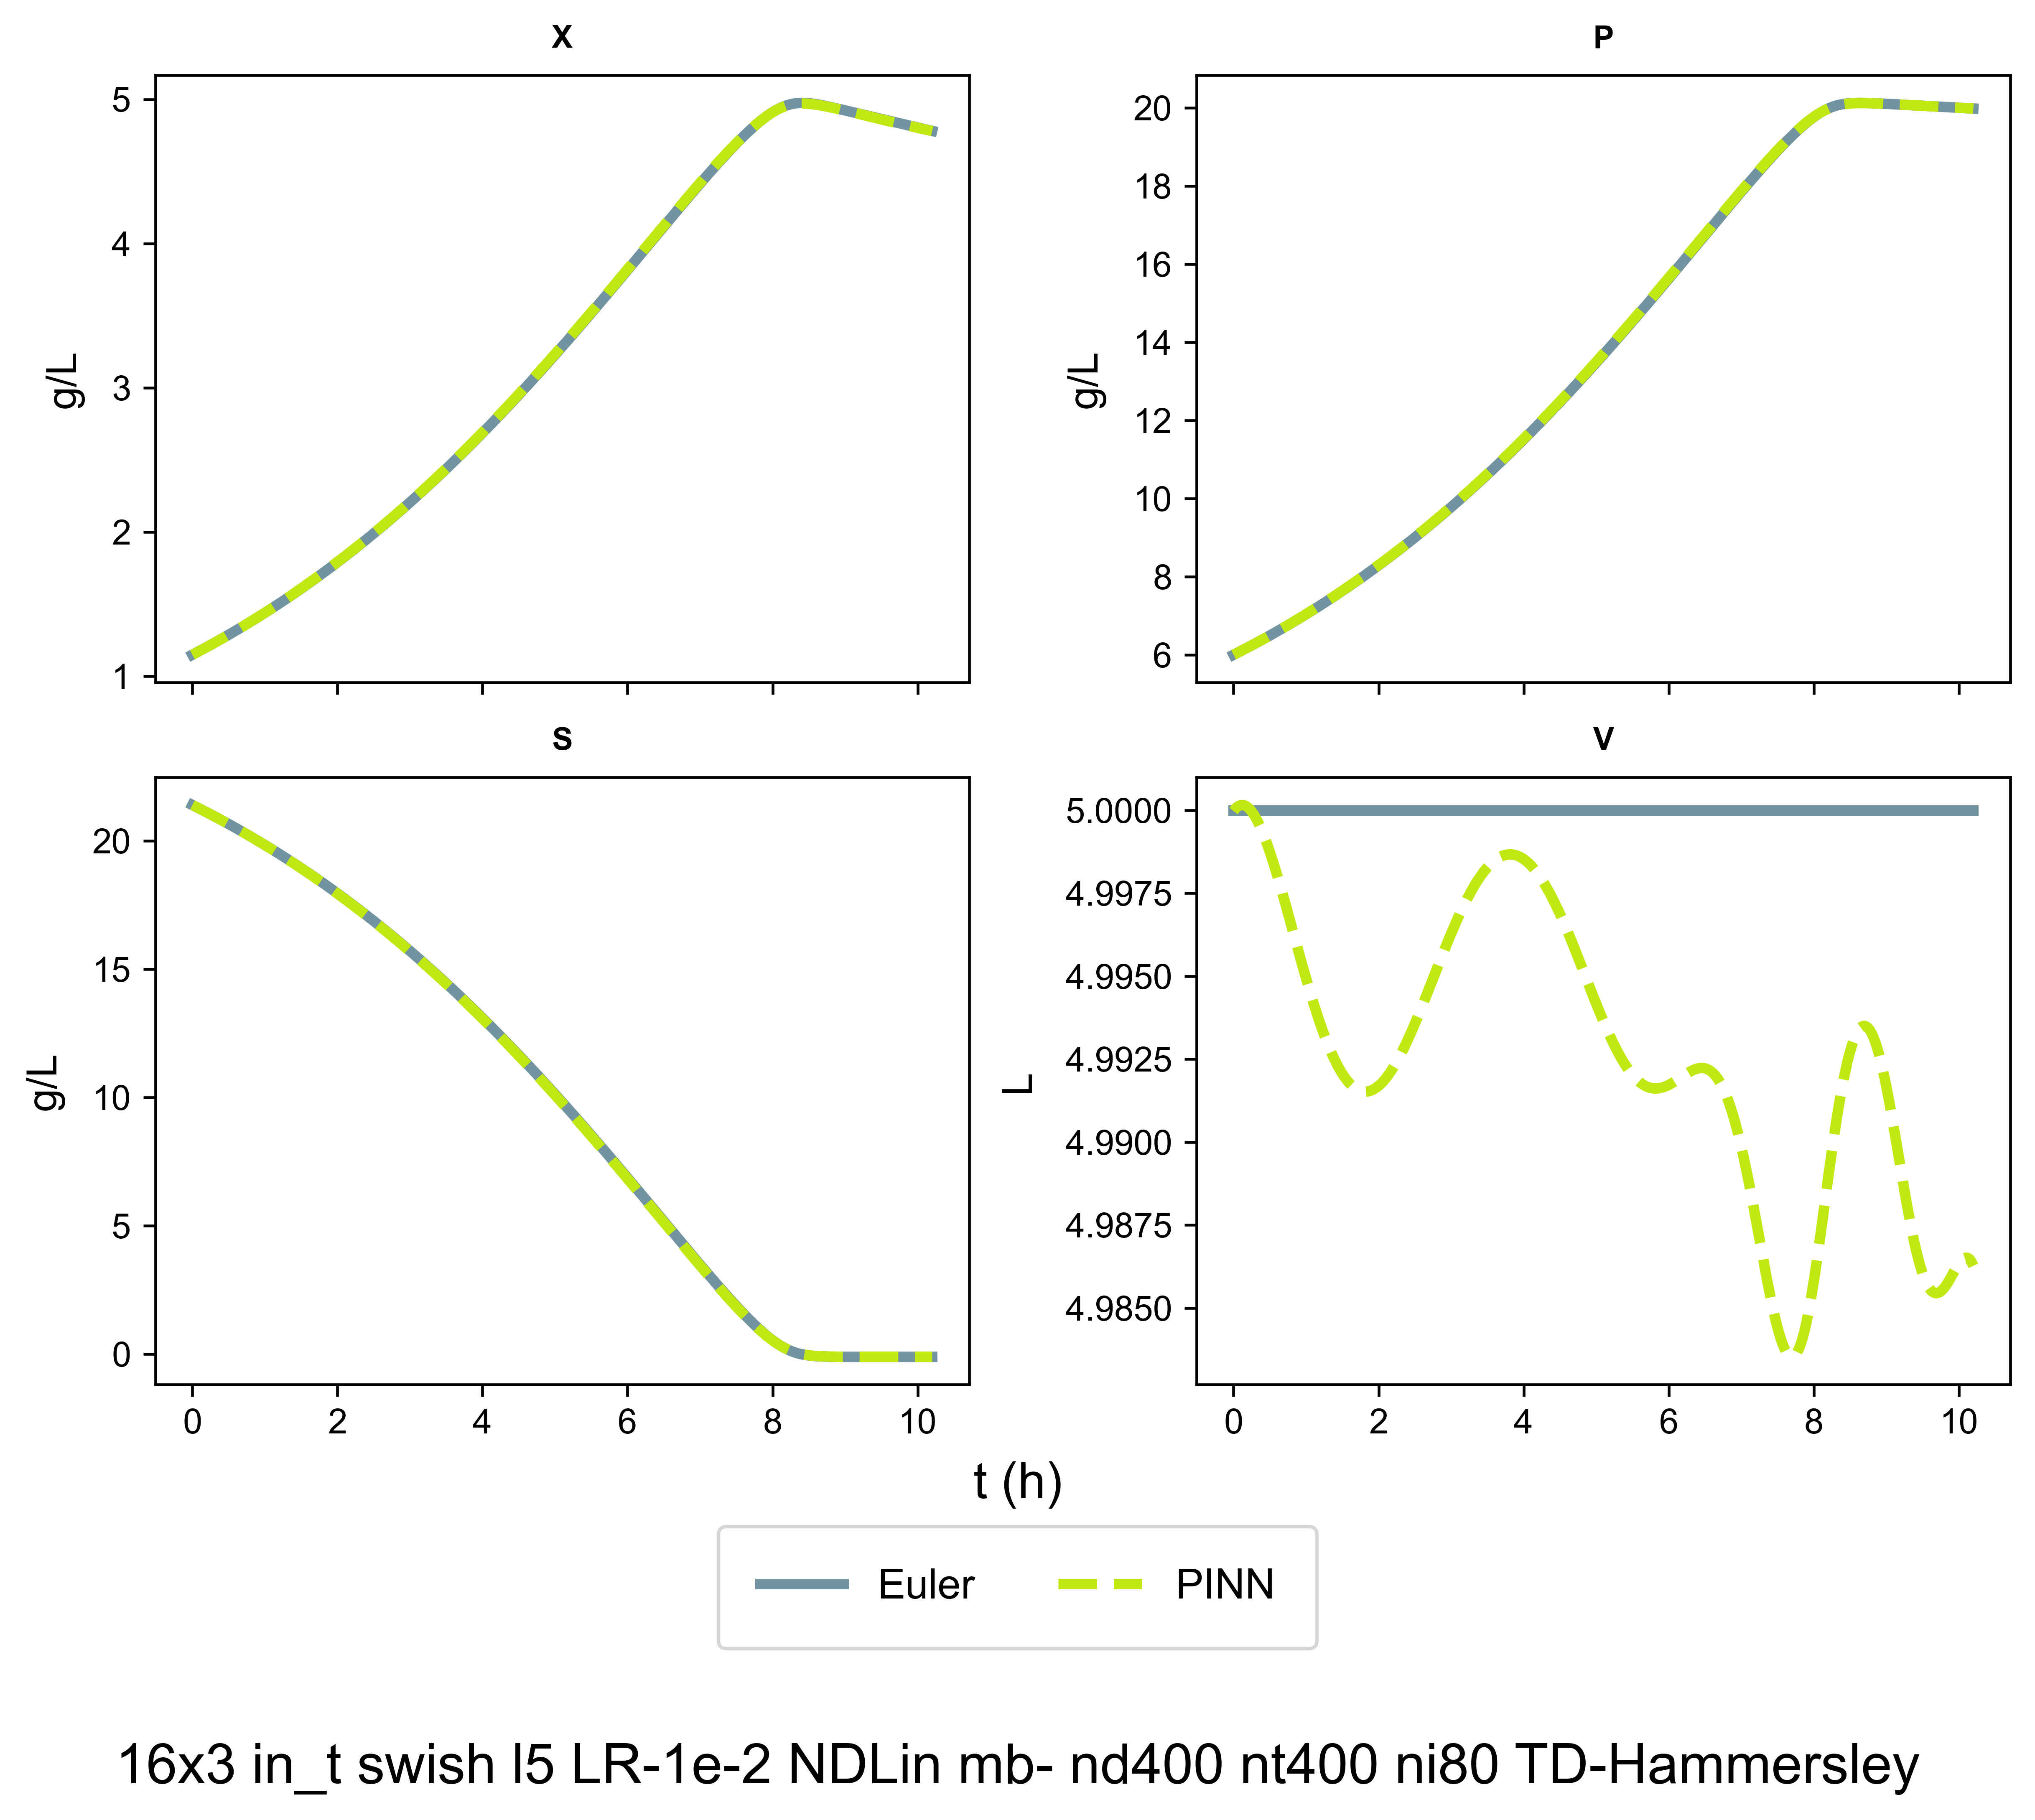 X
5
4
3
2
1
g/L
P
20
18
16
14
12
10
8
6
g/L
S
20
15
10
5
0
g/L
0 2 4 6 8 10
V
5.0000
4.9975
4.9950
4.9925
4.9900
4.9875
4.9850
L
0 2 4 6 8 10
t (h)
Euler PINN
16x3 in_t swish l5 LR-1e-2 NDLin mb- nd400 nt400 ni80 TD-Hammersley